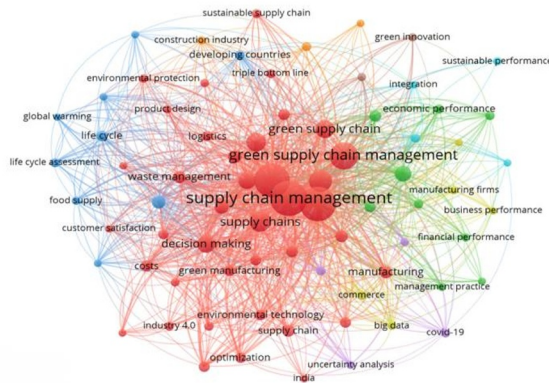 sustainable supply chain
construction industry
green innovation
developing countries
sustainable performance
environmental protection
triple bottom line
integration
product design
economic performance
global warming
green supply chain
life cycle
logistics
green supply chain management
life cycle assessment
waste management
manufacturing firms
food supply
supply chain management
business performance
customer satisfaction
supply chains
financial performance
decision making
costs
green manufacturing
manufacturing
management practice
commerce
environmental technology
industry 4.0
supply chain
big data
covid-19
optimization
uncertainty analysis
india